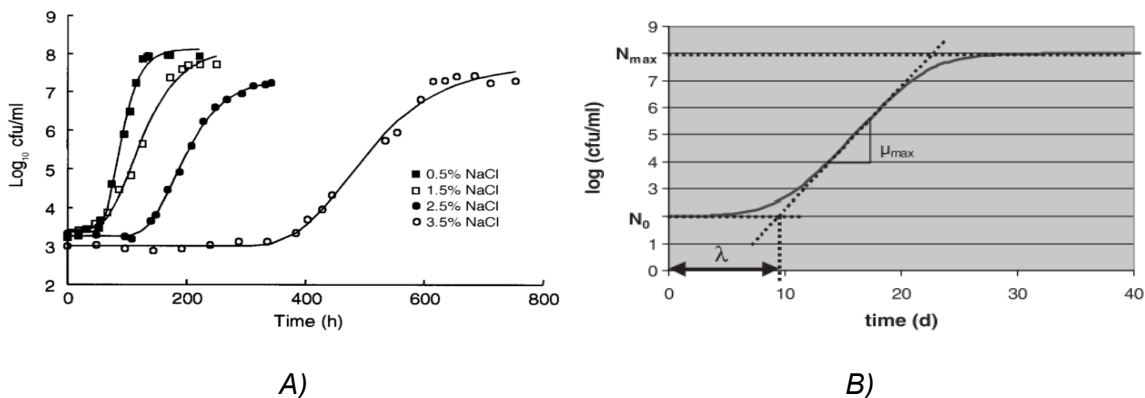 9
8
7
6
5
4
3
2
Log₁₀ cfu/ml
0
200
400
600
800
Time (h)
0.5% NaCl
1.5% NaCl
2.5% NaCl
3.5% NaCl
A)
9
Nmax
7
6
5
4
3
N0
1
0
log (cfu/ml)
μmax
λ
0
10
20
30
40
time (d)
B)